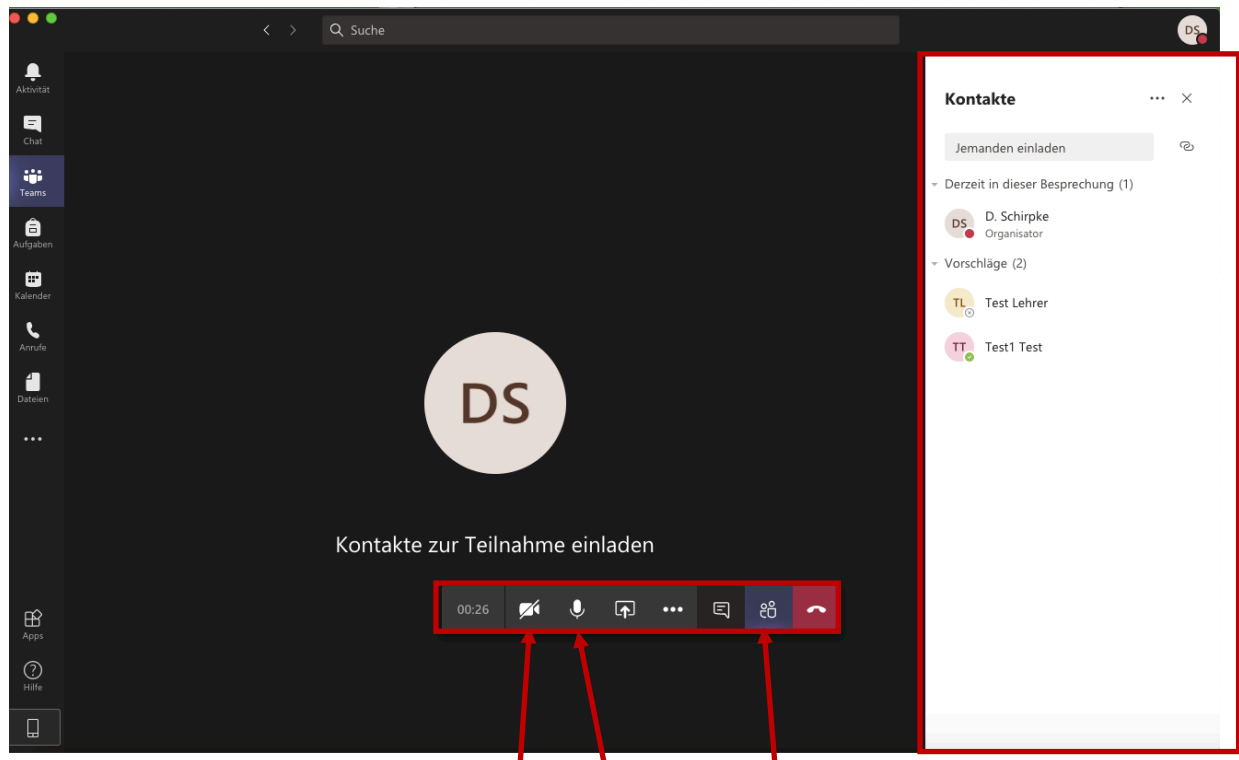 Suche
DS
Aktivität
Chat
Teams
Aufgaben
Kalender
Anrufe
Dateien
Apps
Hilfe
DS
Kontakte zur Teilnahme einladen
00:26
Kontakte
Jemanden einladen
Derzeit in dieser Besprechung (1)
DS
D. Schirpke
Organisator
Vorschläge (2)
TL
Test Lehrer
TT
Test1 Test